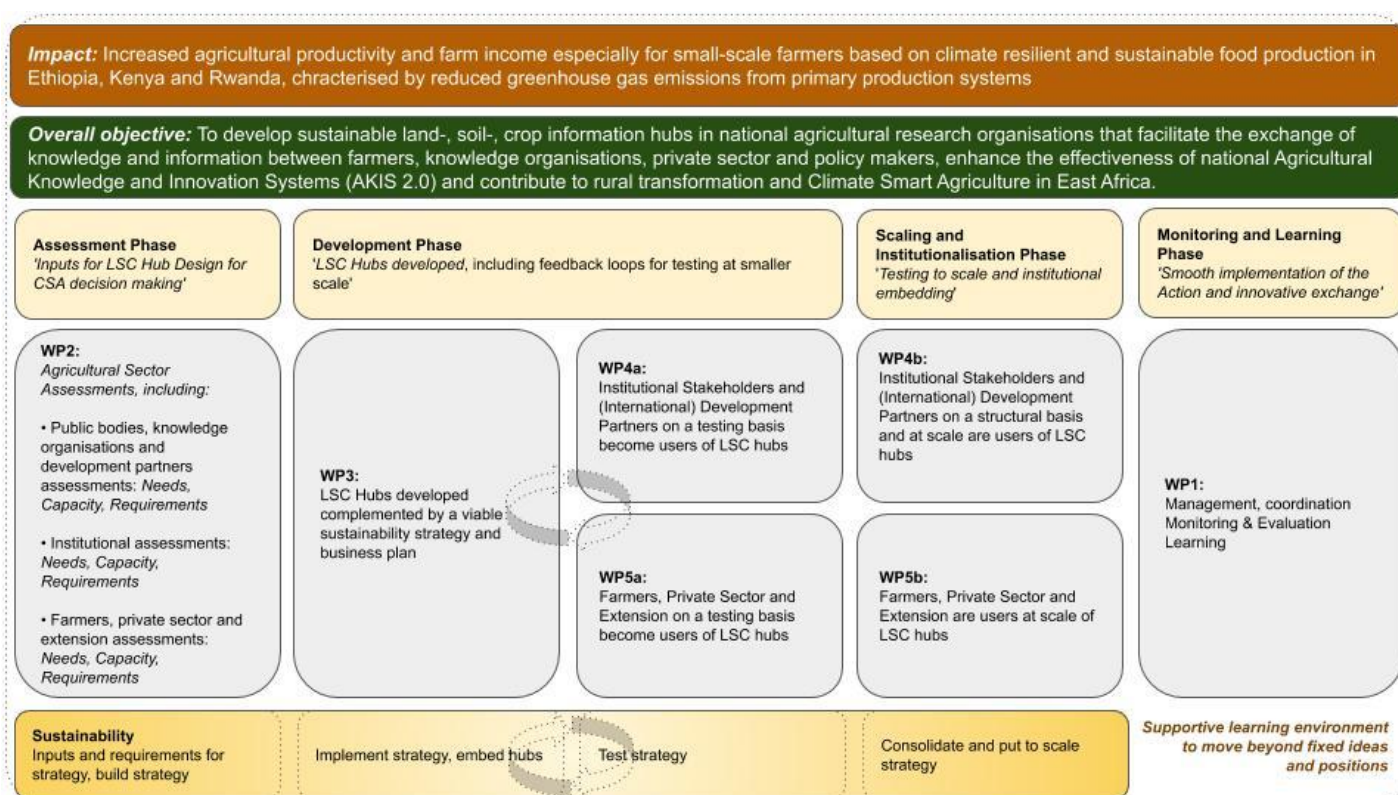 Impact: Increased agricultural productivity and farm income especially for small-scale farmers based on climate resilient and sustainable food production in
Ethiopia, Kenya and Rwanda, chracterised by reduced greenhouse gas emissions from primary production systems
Overall objective: To develop sustainable land-, soil-, crop information hubs in national agricultural research organisations that facilitate the exchange of
knowledge and information between farmers, knowledge organisations, private sector and policy makers, enhance the effectiveness of national Agricultural
Knowledge and Innovation Systems (AKIS 2.0) and contribute to rural transformation and Climate Smart Agriculture in East Africa.
Assessment Phase
'Inputs for LSC Hub Design for
CSA decision making'
Development Phase
'LSC Hubs developed, including feedback loops for testing at smaller
scale'
Scaling and
Institutionalisation Phase
'Testing to scale and institutional
embedding'
Monitoring and Learning
Phase
'Smooth implementation of the
Action and innovative exchange'
WP2:
Agricultural Sector
Assessments, including:
• Public bodies, knowledge
organisations and
development partners
assessments: Needs,
Capacity, Requirements
• Institutional assessments:
Needs, Capacity,
Requirements
• Farmers, private sector and
extension assessments:
Needs, Capacity,
Requirements
WP3:
LSC Hubs developed
complemented by a viable
sustainability strategy and
business plan
WP4a:
Institutional Stakeholders and
(International) Development
Partners on a testing basis
become users of LSC hubs
WP5a:
Farmers, Private Sector and
Extension on a testing basis
become users of LSC hubs
WP4b:
Institutional Stakeholders and
(International) Development
Partners on a structural basis
and at scale are users of LSC
hubs
WP5b:
Farmers, Private Sector and
Extension are users at scale of
LSC hubs
WP1:
Management, coordination
Monitoring & Evaluation
Learning
Sustainability
Inputs and requirements for
strategy, build strategy
Implement strategy, embed hubs
Test strategy
Consolidate and put to scale
strategy
Supportive learning environment
to move beyond fixed ideas
and positions